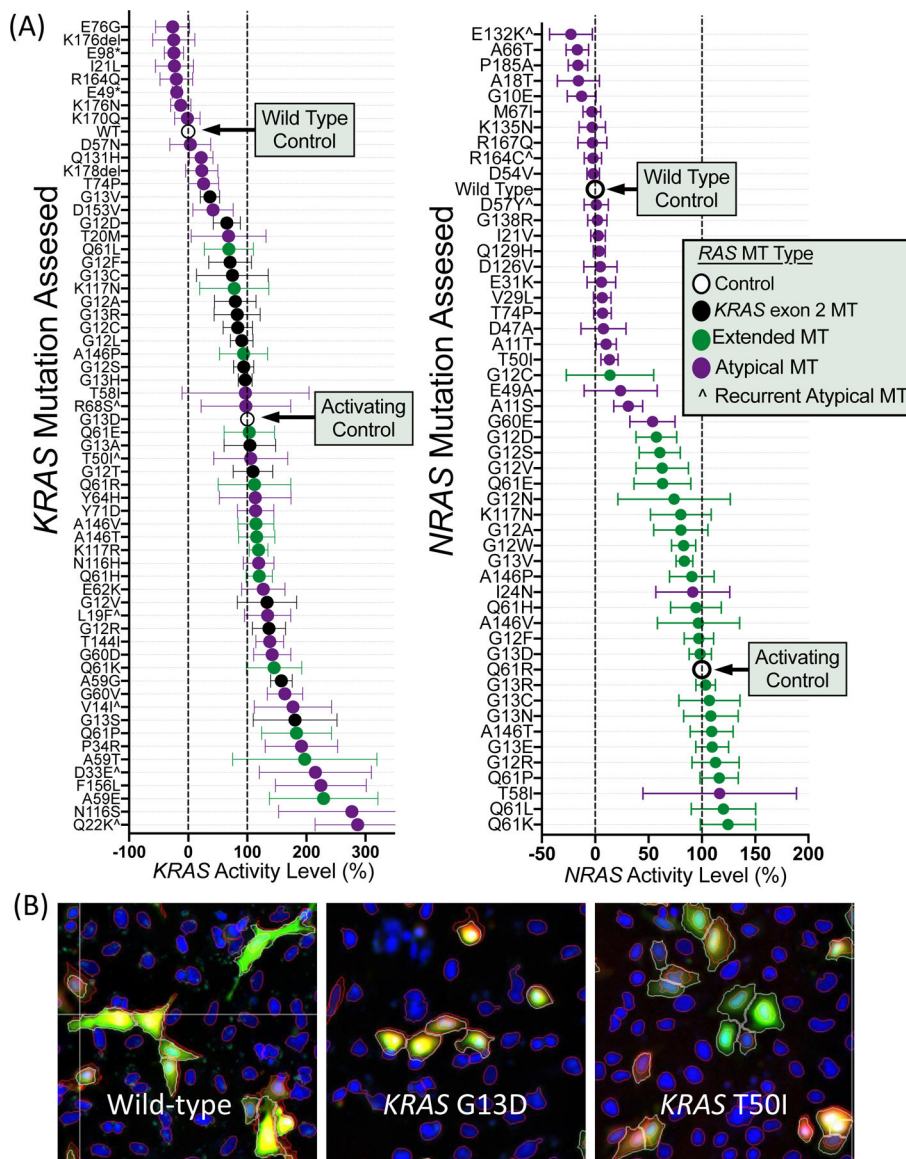 (A)
KRAS Mutation Assesed
E76G
K176del
E98*
I21L
R164Q
E49*
K176N
K170Q
WT
D57N
Q131H
K178del
T74P
G13V
D153V
G12D
T20M
Q61L
G12F
G13C
K117N
G12A
G13R
G12C
G12L
A146P
G12S
G13H
T58I
R68S^
G13D
Q61E
G13A
T50I^
G12T
Q61R
Y64H
Y71D
A146V
A146T
K117R
N116H
Q61H
E62K
G12V
L19F^
G12R
T144I
G60D
Q61K
A59G
G60V
V14I^
G13S
Q61P
P34R
A59T
D33E^
F156L
A59E
N116S
Q22K^
Wild Type
Control
Activating
Control
-100 0 100 200 300
KRAS Activity Level (%)
NRAS Mutation Assesed
E132K^
A66T
P185A
A18T
G10E
M67I
K135N
R167Q
R164C^
D54V
Wild Type
D57Y^
G138R
I21V
Q129H
D126V
E31K
V29L
T74P
D47A
A11T
T50I
G12C
E49A
A11S
G60E
G12D
G12S
G12V
Q61E
G12N
K117N
G12A
G12W
G13V
A146P
I24N
Q61H
A146V
G12F
G13D
Q61R
G13R
G13C
G13N
A146T
G13E
G12R
Q61P
T58I
Q61L
Q61K
Wild Type
Control
RAS MT Type
Control
KRAS exon 2 MT
Extended MT
Atypical MT
^ Recurrent Atypical MT
Activating
Control
-50 0 50 100 150 200
NRAS Activity Level (%)
(B)
Wild-type
KRAS G13D
KRAS T50I